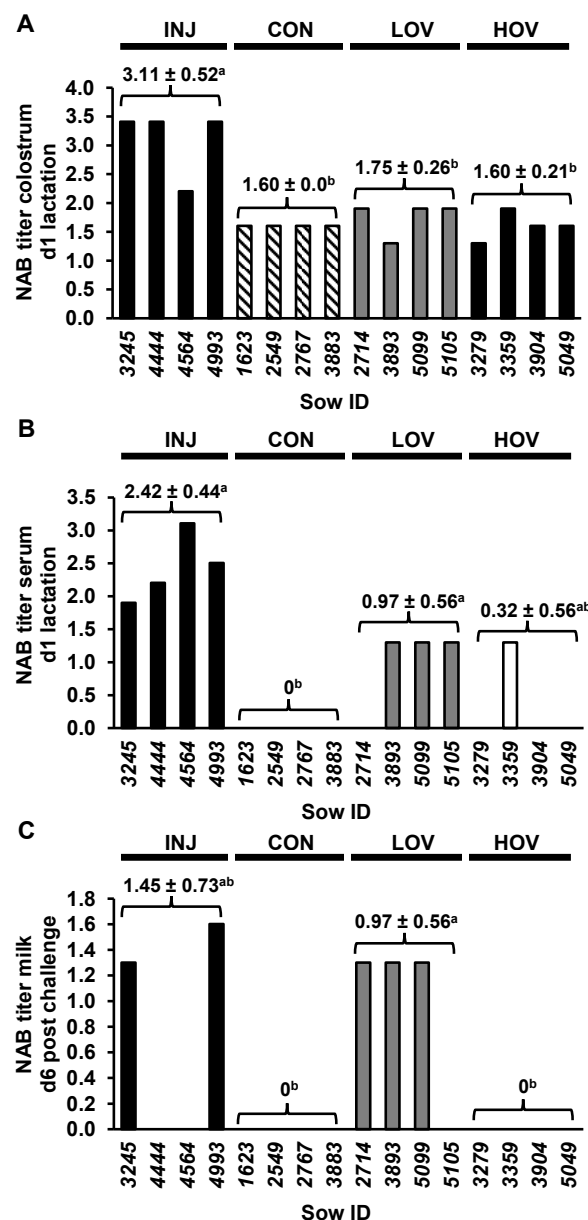 A
INJ CON LOV HOV
3.11 ± 0.52a
1.60 ± 0.0b
1.75 ± 0.26b
1.60 ± 0.21b
NAB titer colostrum
d1 lactation
4.0
3.5
3.0
2.5
2.0
1.5
1.0
0.5
0.0
3245 4444 4564 4993 1623 2549 2767 3883 2714 3893 5099 5105 3279 3359 3904 5049
Sow ID
B
INJ CON LOV HOV
2.42 ± 0.44a
0b
0.97 ± 0.56a
0.32 ± 0.56ab
NAB titer serum
d1 lactation
3.5
3.0
2.5
2.0
1.5
1.0
0.5
0.0
3245 4444 4564 4993 1623 2549 2767 3883 2714 3893 5099 5105 3279 3359 3904 5049
Sow ID
C
INJ CON LOV HOV
1.45 ± 0.73ab
0b
0.97 ± 0.56a
0b
NAB titer milk
d6 post challenge
1.8
1.6
1.4
1.2
1.0
0.8
0.6
0.4
0.2
0.0
3245 4444 4564 4993 1623 2549 2767 3883 2714 3893 5099 5105 3279 3359 3904 5049
Sow ID